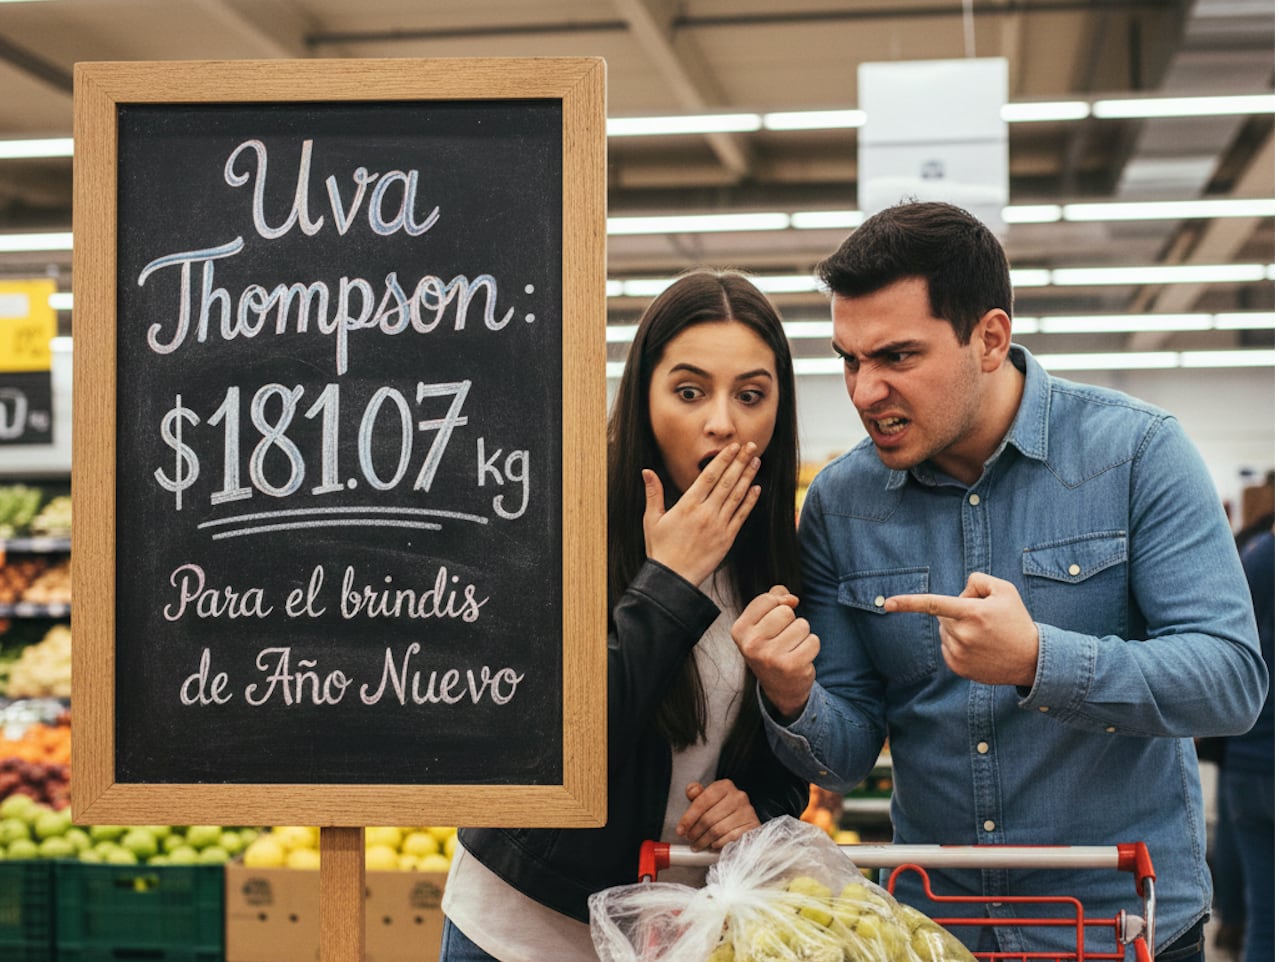 Uva
Thompson:
$181.07 kg
Para el brindis
de Año Nuevo